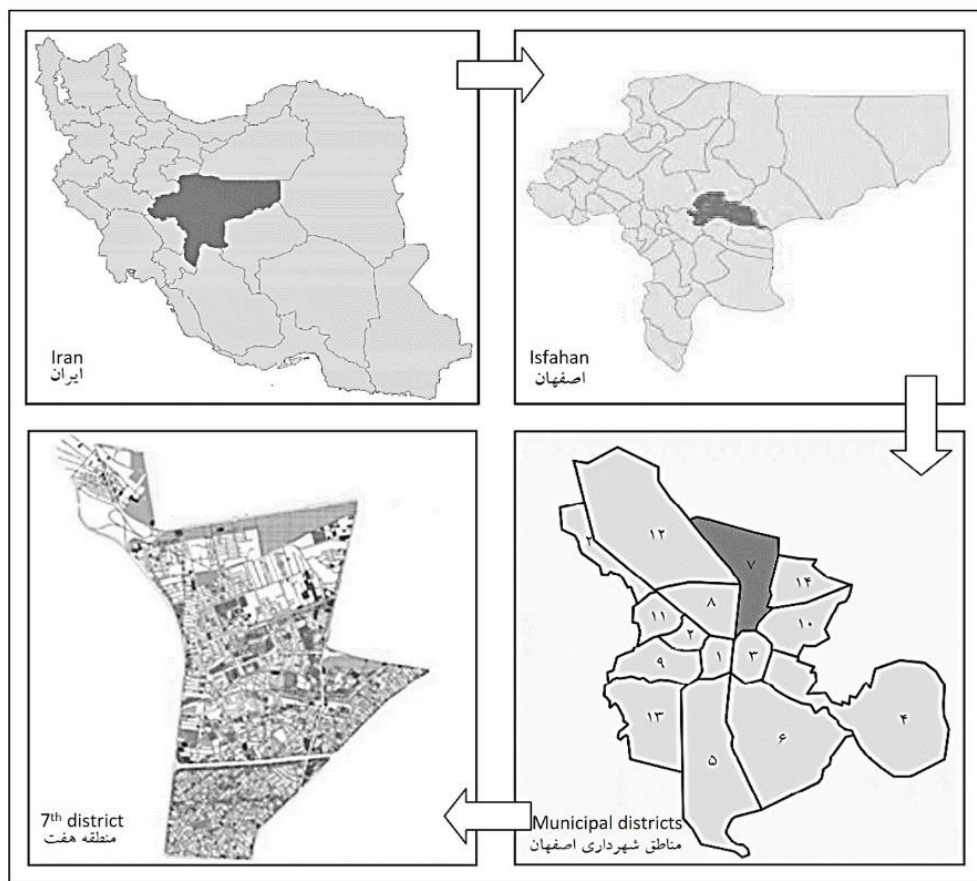 Iran
ایران
Isfahan
اصفهان
۱۲
۲
۷
۱۴
۸
۱۰
۱۱
۲
۱
۳
۹
۴
۱۳
۶
۵
7th district
منطقه هفت
Municipal districts
مناطق شهرداری اصفهان